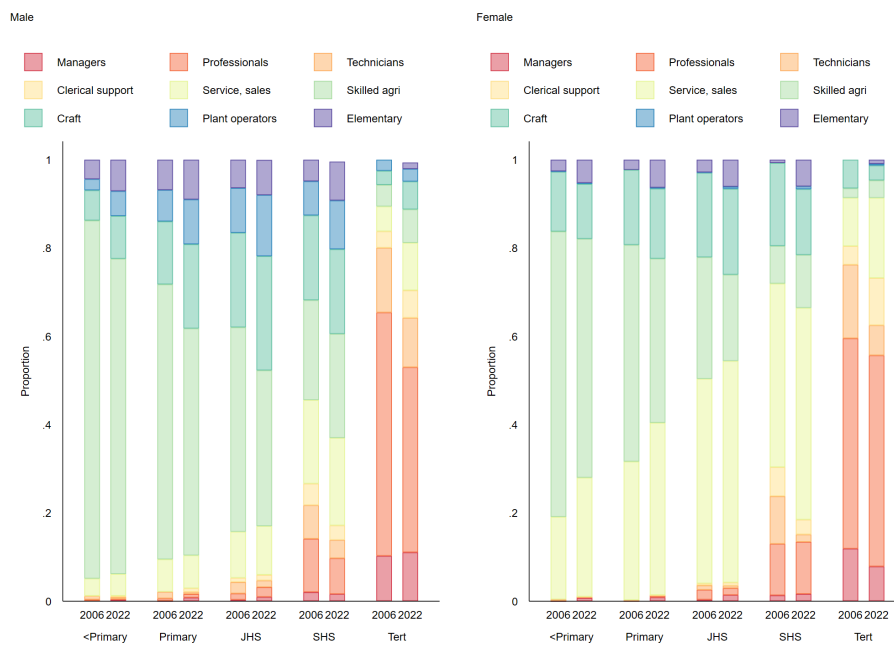 Male
Managers Professionals Technicians
Clerical support Service, sales Skilled agri
Craft Plant operators Elementary
1
.8
.6
.4
.2
0
Proportion
2006 2022 2006 2022 2006 2022 2006 2022 2006 2022
<Primary Primary JHS SHS Tert
Female
Managers Professionals Technicians
Clerical support Service, sales Skilled agri
Craft Plant operators Elementary
1
.8
.6
.4
.2
0
Proportion
2006 2022 2006 2022 2006 2022 2006 2022 2006 2022
<Primary Primary JHS SHS Tert